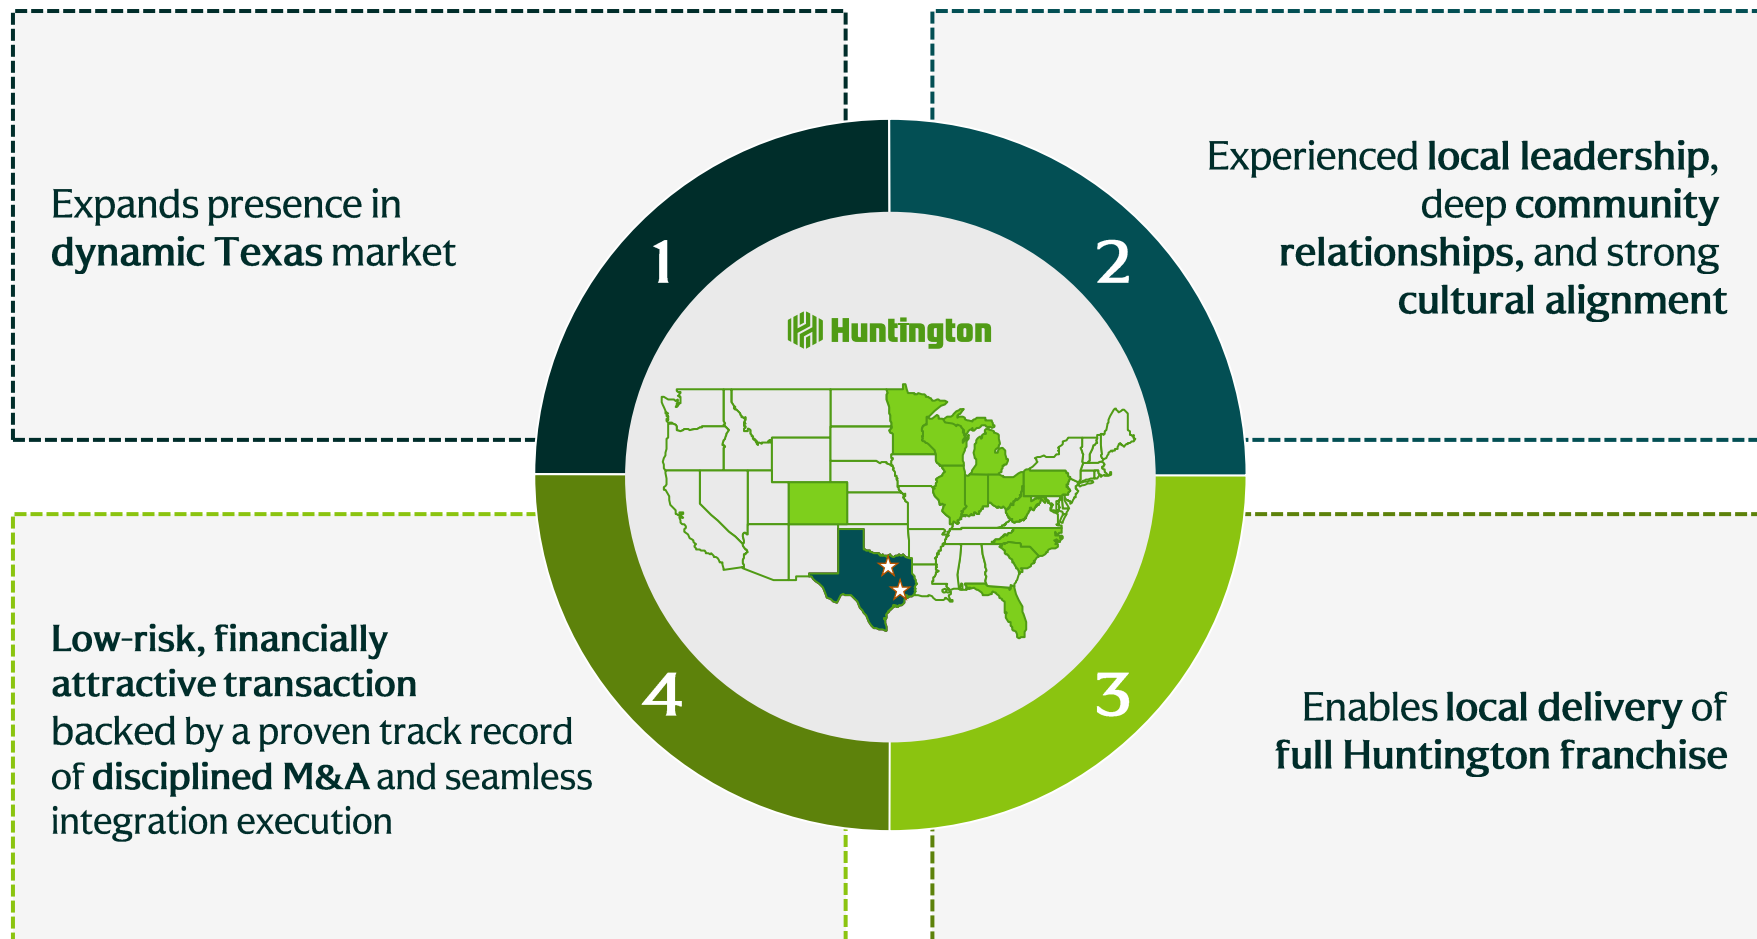 Expands presence in
dynamic Texas market
1
Experienced local leadership,
deep community
relationships, and strong
cultural alignment
2
Huntington
Low-risk, financially
attractive transaction
backed by a proven track record
of disciplined M&A and seamless
integration execution
4
3
Enables local delivery of
full Huntington franchise